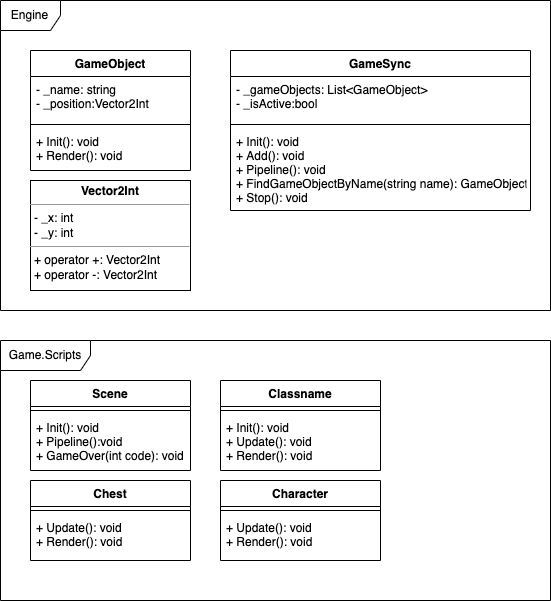 Engine
GameObject
- _name: string
- _position:Vector2Int
+ Init(): void
+ Render(): void
GameSync
- _gameObjects: List<GameObject>
- _isActive:bool
+ Init(): void
+ Add(): void
+ Pipeline(): void
+ FindGameObjectByName(string name): GameObject
+ Stop(): void
Vector2Int
- _x: int
- _y: int
+ operator +: Vector2Int
+ operator -: Vector2Int
Game.Scripts
Scene
+ Init(): void
+ Pipeline():void
+ GameOver(int code): void
Classname
+ Init(): void
+ Update(): void
+ Render(): void
Chest
+ Update(): void
+ Render(): void
Character
+ Update(): void
+ Render(): void